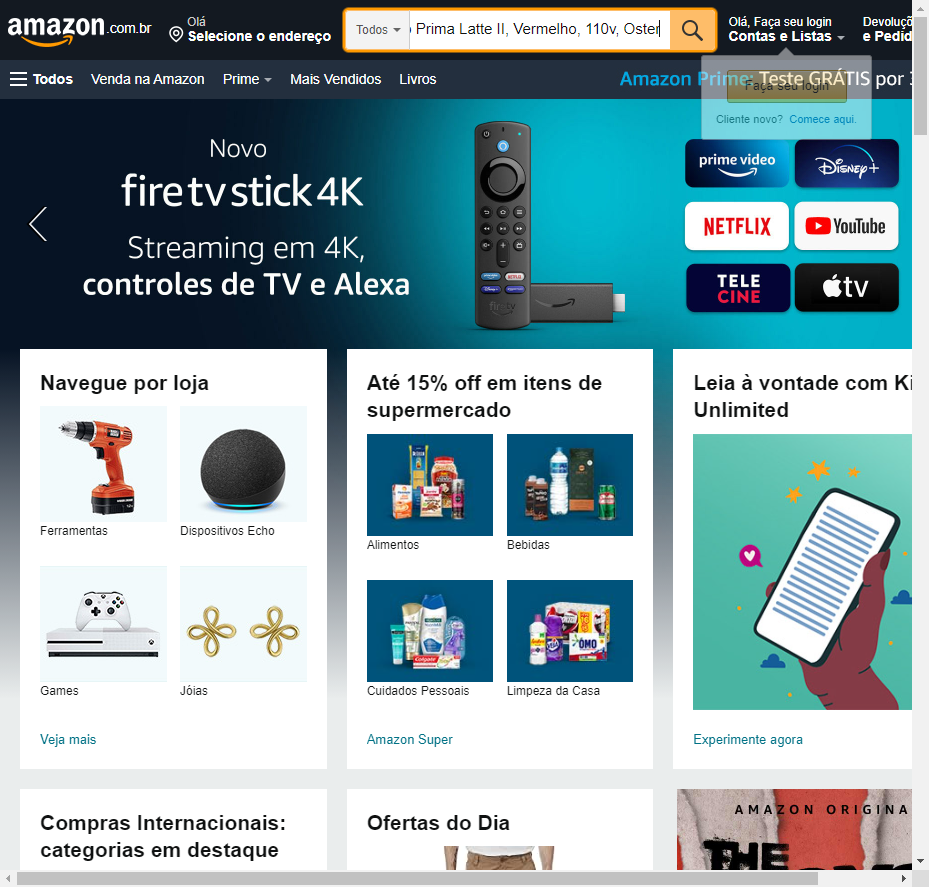 amazon.com.br
Olá
Selecione o endereço
Todos
Prima Latte II, Vermelho, 110v, Oster
Olá, Faça seu login
Contas e Listas
Devoluç
e Pedid
Todos
Venda na Amazon
Prime
Mais Vendidos
Livros
Amazon Prime: Teste GRÁTIS por 3
Faça seu login
Cliente novo? Comece aqui.
Novo
fire tv stick 4K
Streaming em 4K,
controles de TV e Alexa
prime video
Disney+
NETFLIX
YouTube
TELE
CINE
tv
Navegue por loja
Ferramentas
Dispositivos Echo
Games
Jóias
Veja mais
Até 15% off em itens de
supermercado
Alimentos
Bebidas
Cuidados Pessoais
Limpeza da Casa
Amazon Super
Leia à vontade com Ki
Unlimited
Experimente agora
Compras Internacionais:
categorias em destaque
Ofertas do Dia
AMAZON ORIGINA
THE